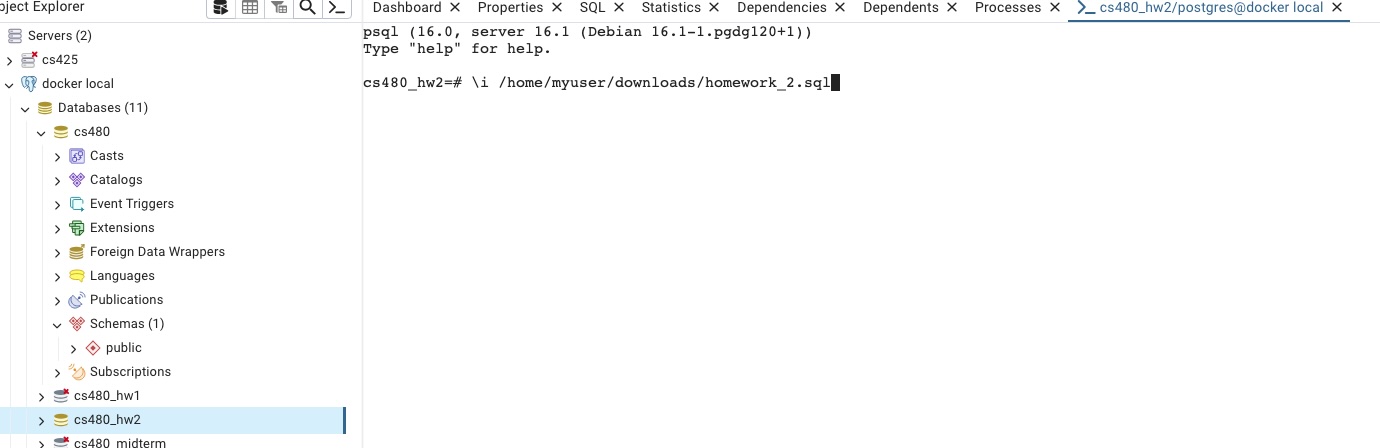 bject Explorer
Dashboard
Properties
SQL
Statistics
Dependencies
Dependents
Processes
cs480_hw2/postgres@docker local
Servers (2)
cs425
docker local
Databases (11)
cs480
Casts
Catalogs
Event Triggers
Extensions
Foreign Data Wrappers
Languages
Publications
Schemas (1)
public
Subscriptions
cs480_hw1
cs480_hw2
cs480_midterm
psql (16.0, server 16.1 (Debian 16.1-1.pgdg120+1))
Type "help" for help.
cs480_hw2=# \i /home/myuser/downloads/homework_2.sql